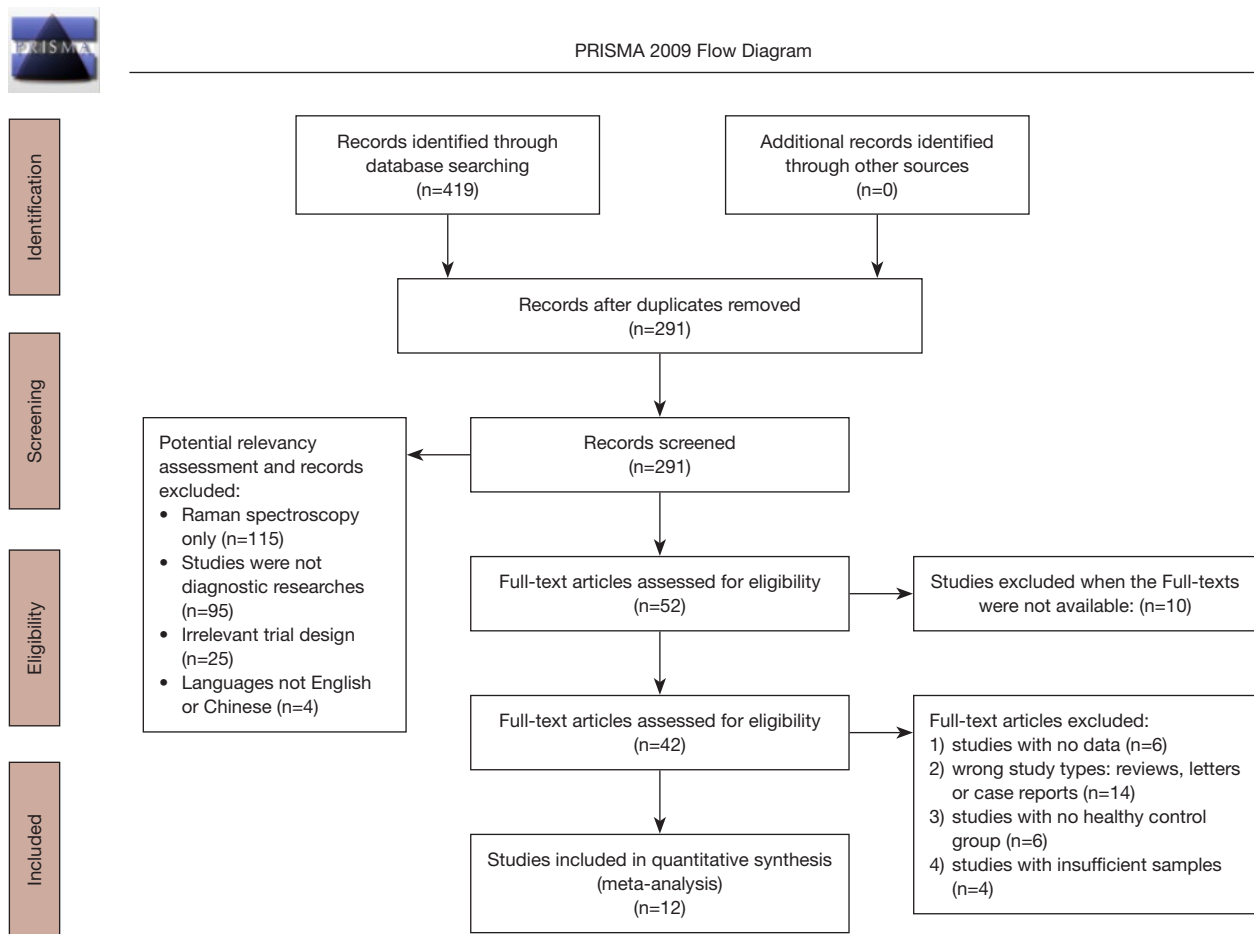 PRISMA
PRISMA 2009 Flow Diagram
Identification
Records identified through
database searching
(n=419)
Additional records identified
through other sources
(n=0)
Records after duplicates removed
(n=291)
Screening
Potential relevancy
assessment and records
excluded:
• Raman spectroscopy
only (n=115)
• Studies were not
diagnostic researches
(n=95)
• Irrelevant trial design
(n=25)
• Languages not English
or Chinese (n=4)
Records screened
(n=291)
Eligibility
Full-text articles assessed for eligibility
(n=52)
Studies excluded when the Full-texts
were not available: (n=10)
Full-text articles assessed for eligibility
(n=42)
Full-text articles excluded:
1) studies with no data (n=6)
2) wrong study types: reviews, letters
or case reports (n=14)
3) studies with no healthy control
group (n=6)
4) studies with insufficient samples
(n=4)
Included
Studies included in quantitative synthesis
(meta-analysis)
(n=12)